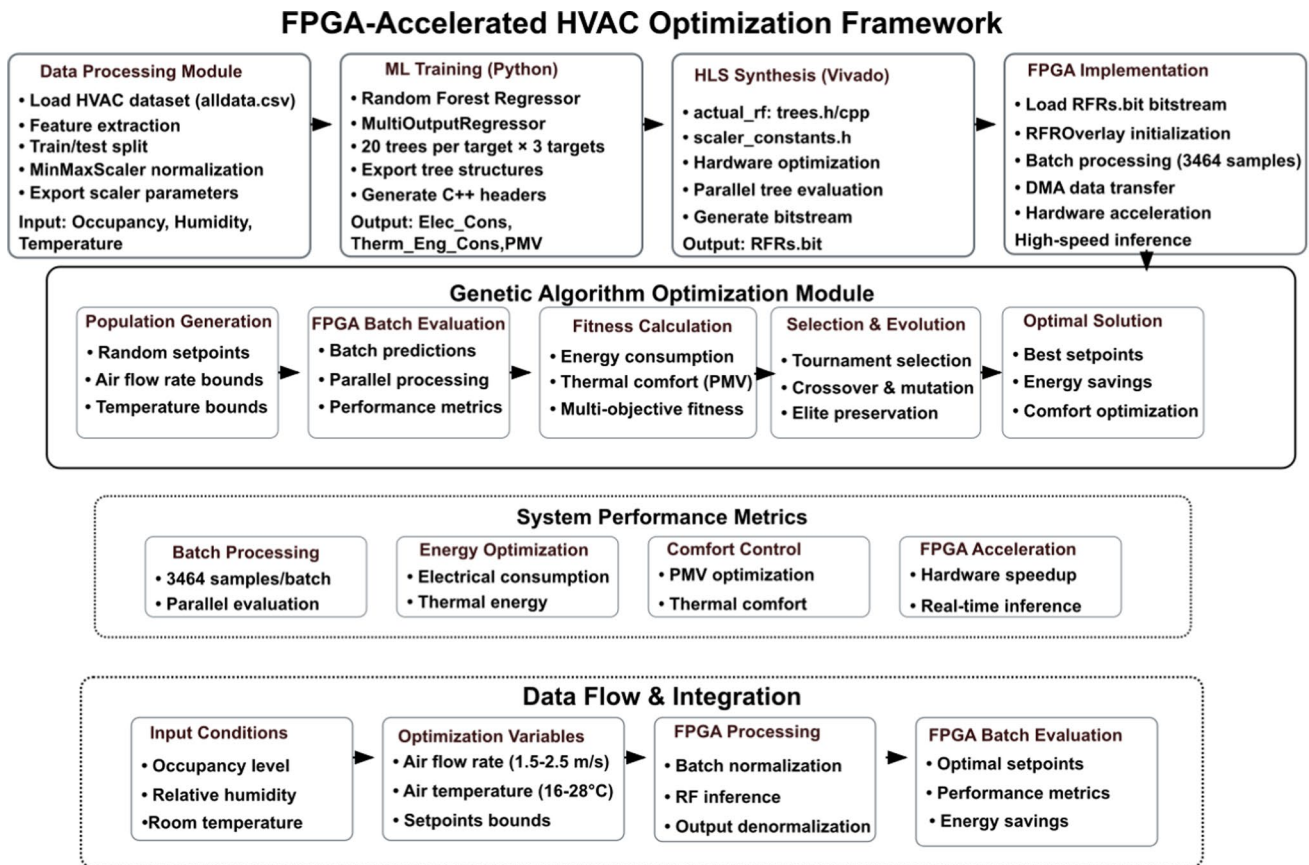 FPGA-Accelerated HVAC Optimization Framework
Data Processing Module
• Load HVAC dataset (alldata.csv)
• Feature extraction
• Train/test split
• MinMaxScaler normalization
• Export scaler parameters
Input: Occupancy, Humidity,
Temperature
ML Training (Python)
• Random Forest Regressor
• MultiOutputRegressor
• 20 trees per target × 3 targets
• Export tree structures
• Generate C++ headers
Output: Elec_Cons,
Therm_Eng_Cons,PMV
HLS Synthesis (Vivado)
• actual_rf: trees.h/cpp
• scaler_constants.h
• Hardware optimization
• Parallel tree evaluation
• Generate bitstream
Output: RFRs.bit
FPGA Implementation
• Load RFRs.bit bitstream
• RFROverlay initialization
• Batch processing (3464 samples)
• DMA data transfer
• Hardware acceleration
High-speed inference
Genetic Algorithm Optimization Module
Population Generation
• Random setpoints
• Air flow rate bounds
• Temperature bounds
FPGA Batch Evaluation
• Batch predictions
• Parallel processing
• Performance metrics
Fitness Calculation
• Energy consumption
• Thermal comfort (PMV)
• Multi-objective fitness
Selection & Evolution
• Tournament selection
• Crossover & mutation
• Elite preservation
Optimal Solution
• Best setpoints
• Energy savings
• Comfort optimization
System Performance Metrics
Batch Processing
• 3464 samples/batch
• Parallel evaluation
Energy Optimization
• Electrical consumption
• Thermal energy
Comfort Control
• PMV optimization
• Thermal comfort
FPGA Acceleration
• Hardware speedup
• Real-time inference
Data Flow & Integration
Input Conditions
• Occupancy level
• Relative humidity
•Room temperature
Optimization Variables
• Air flow rate (1.5-2.5 m/s)
• Air temperature (16-28°C)
• Setpoints bounds
FPGA Processing
• Batch normalization
• RF inference
• Output denormalization
FPGA Batch Evaluation
• Optimal setpoints
• Performance metrics
• Energy savings